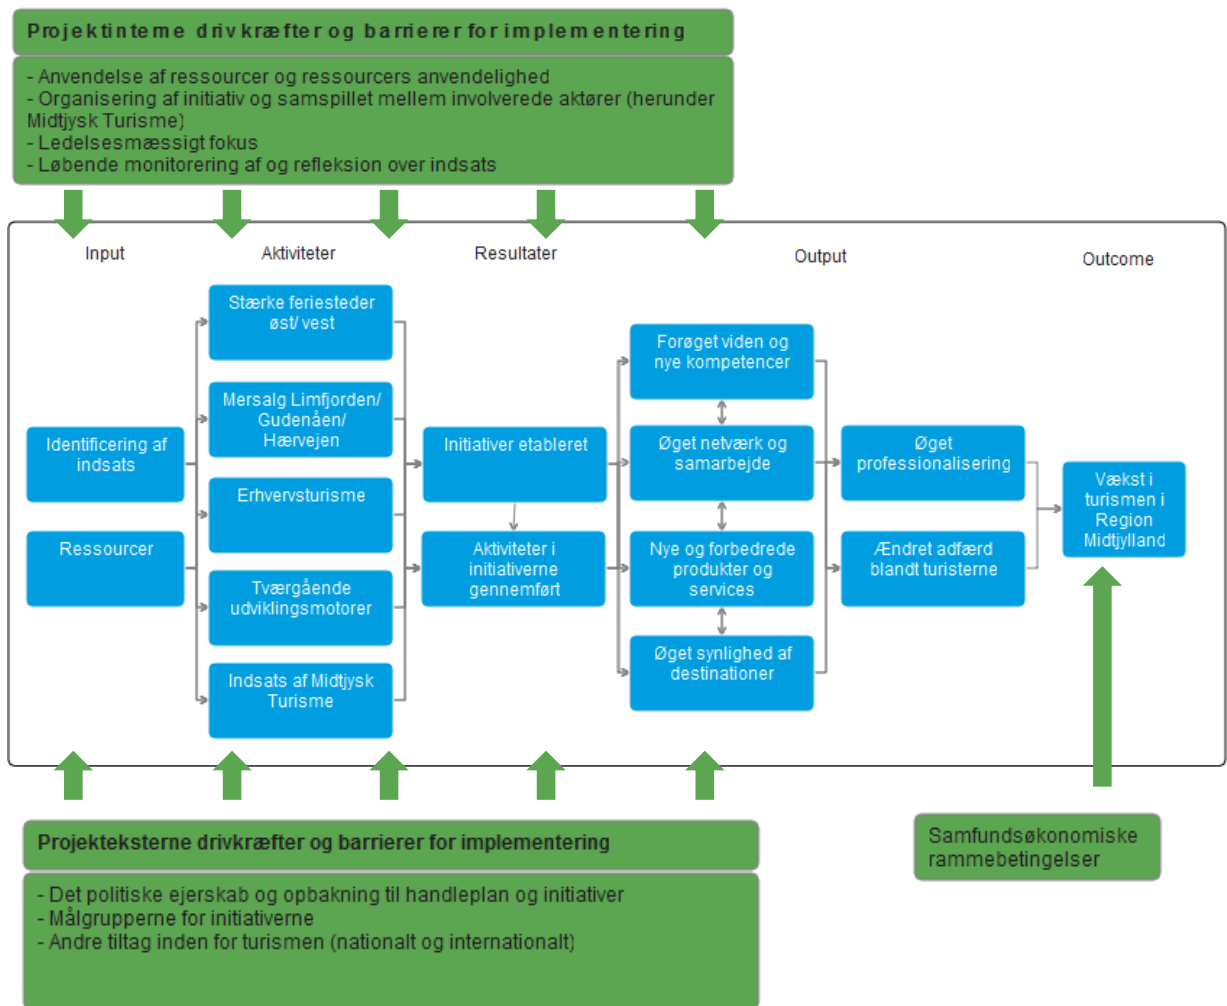 Projektinterne drivkræfter og barrierer for implementering
- Anvendelse af ressourcer og ressourcers anvendelighed
- Organisering af initiativ og samspillet mellem involverede aktører (herunder
Midtjysk Turisme)
- Ledelsesmæssigt fokus
- Løbende monitorering af og refleksion over indsats
Input
Aktiviteter
Resultater
Output
Outcome
Identificering af
indsats
Ressourcer
Stærke feriesteder
øst/ vest
Mersalg Limfjorden/
Gudenåen/
Hærvejen
Erhvervsturisme
Tværgående
udviklingsmotorer
Indsats af Midtjysk
Turisme
Initiativer etableret
Aktiviteter i
initiativerne
gennemført
Forøget viden og
nye kompetencer
Øget netværk og
samarbejde
Nye og forbedrede
produkter og
services
Øget synlighed af
destinationer
Øget
professionalisering
Ændret adfærd
blandt turisterne
Vækst i
turismen i
Region
Midtjylland
Projekteksterne drivkræfter og barrierer for implementering
- Det politiske ejerskab og opbakning til handleplan og initiativer
- Målgrupperne for initiativerne
- Andre tiltag inden for turismen (nationalt og internationalt)
Samfundsøkonomiske
rammebetingelser